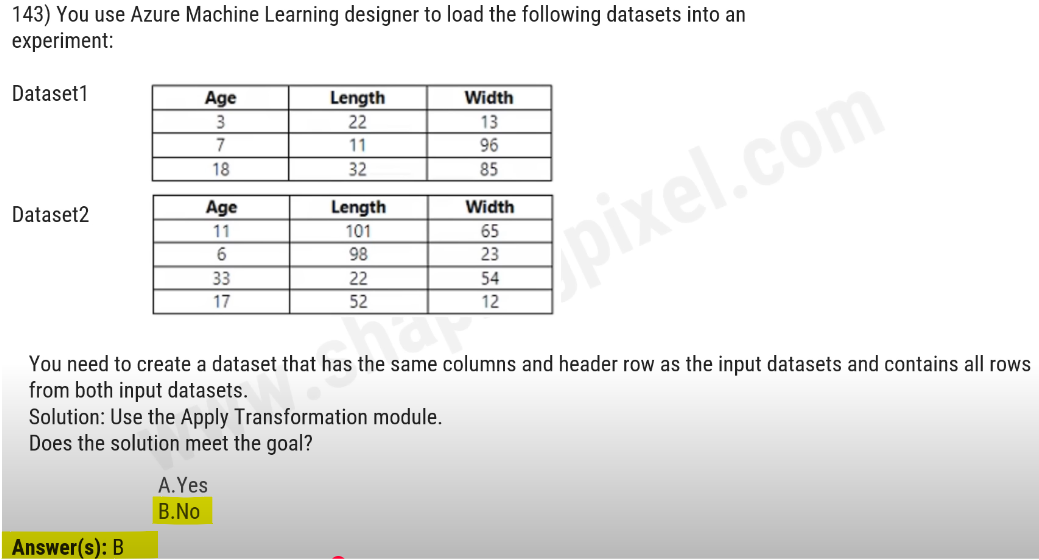 143) You use Azure Machine Learning designer to load the following datasets into an
experiment:
Dataset1
Age Length Width
3 22 13
7 11 96
18 32 85
Dataset2
Age Length Width
11 101 65
6 98 23
33 22 54
17 52 12
You need to create a dataset that has the same columns and header row as the input datasets and contains all rows
from both input datasets.
Solution: Use the Apply Transformation module.
Does the solution meet the goal?
A.Yes
B.No
Answer(s): B